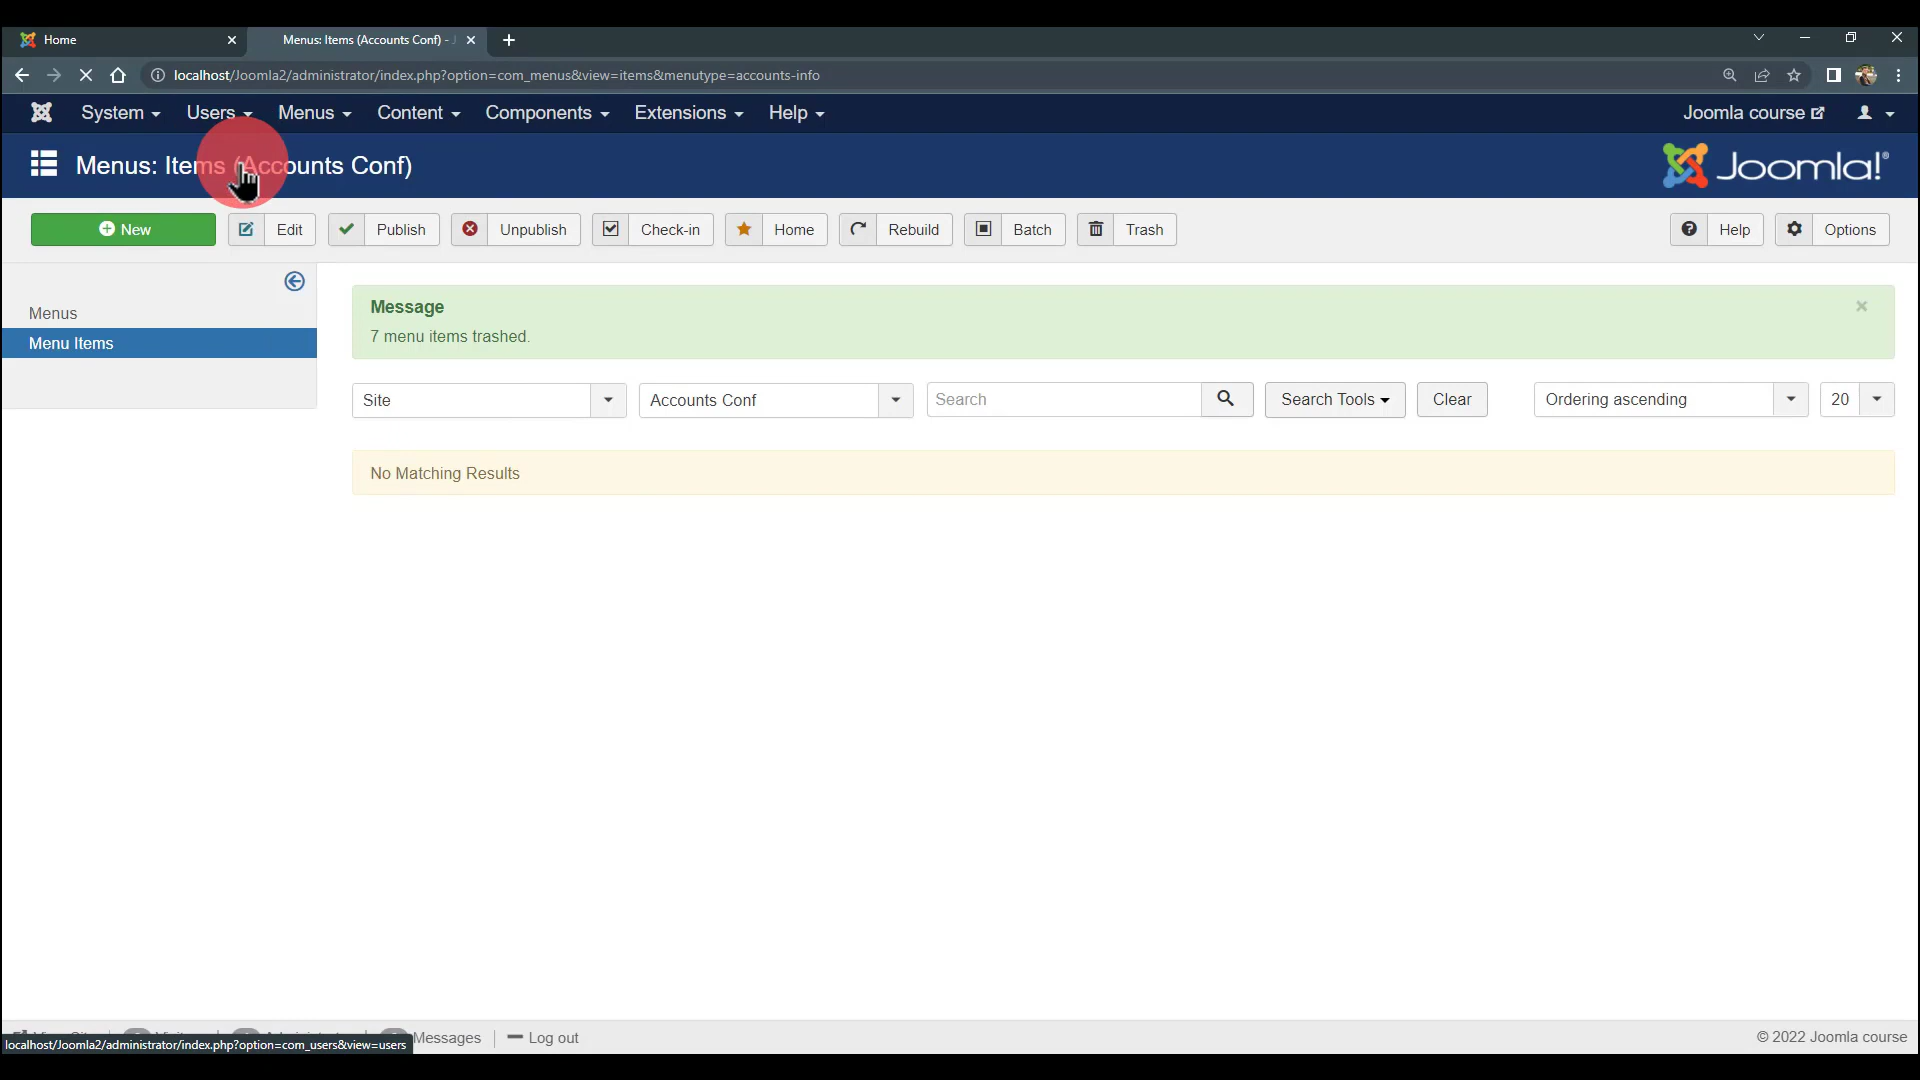 Home
Menus: Items (Accounts Conf) -
localhost/Joomla2/administrator/index.php?option=com_menus&view=items&menutype=accounts-info
System Users Menus Content Components Extensions Help Joomla course
Menus: Items (Accounts Conf) Joomla!®
New Edit Publish Unpublish Check-in Home Rebuild Batch Trash Help Options
Menus
Menu Items
Message
7 menu items trashed.
Site Accounts Conf Search Search Tools Clear Ordering ascending 20
No Matching Results
Messages Log out © 2022 Joomla course
localhost/Joomla2/administrator/index.php?option=com_users&view=users